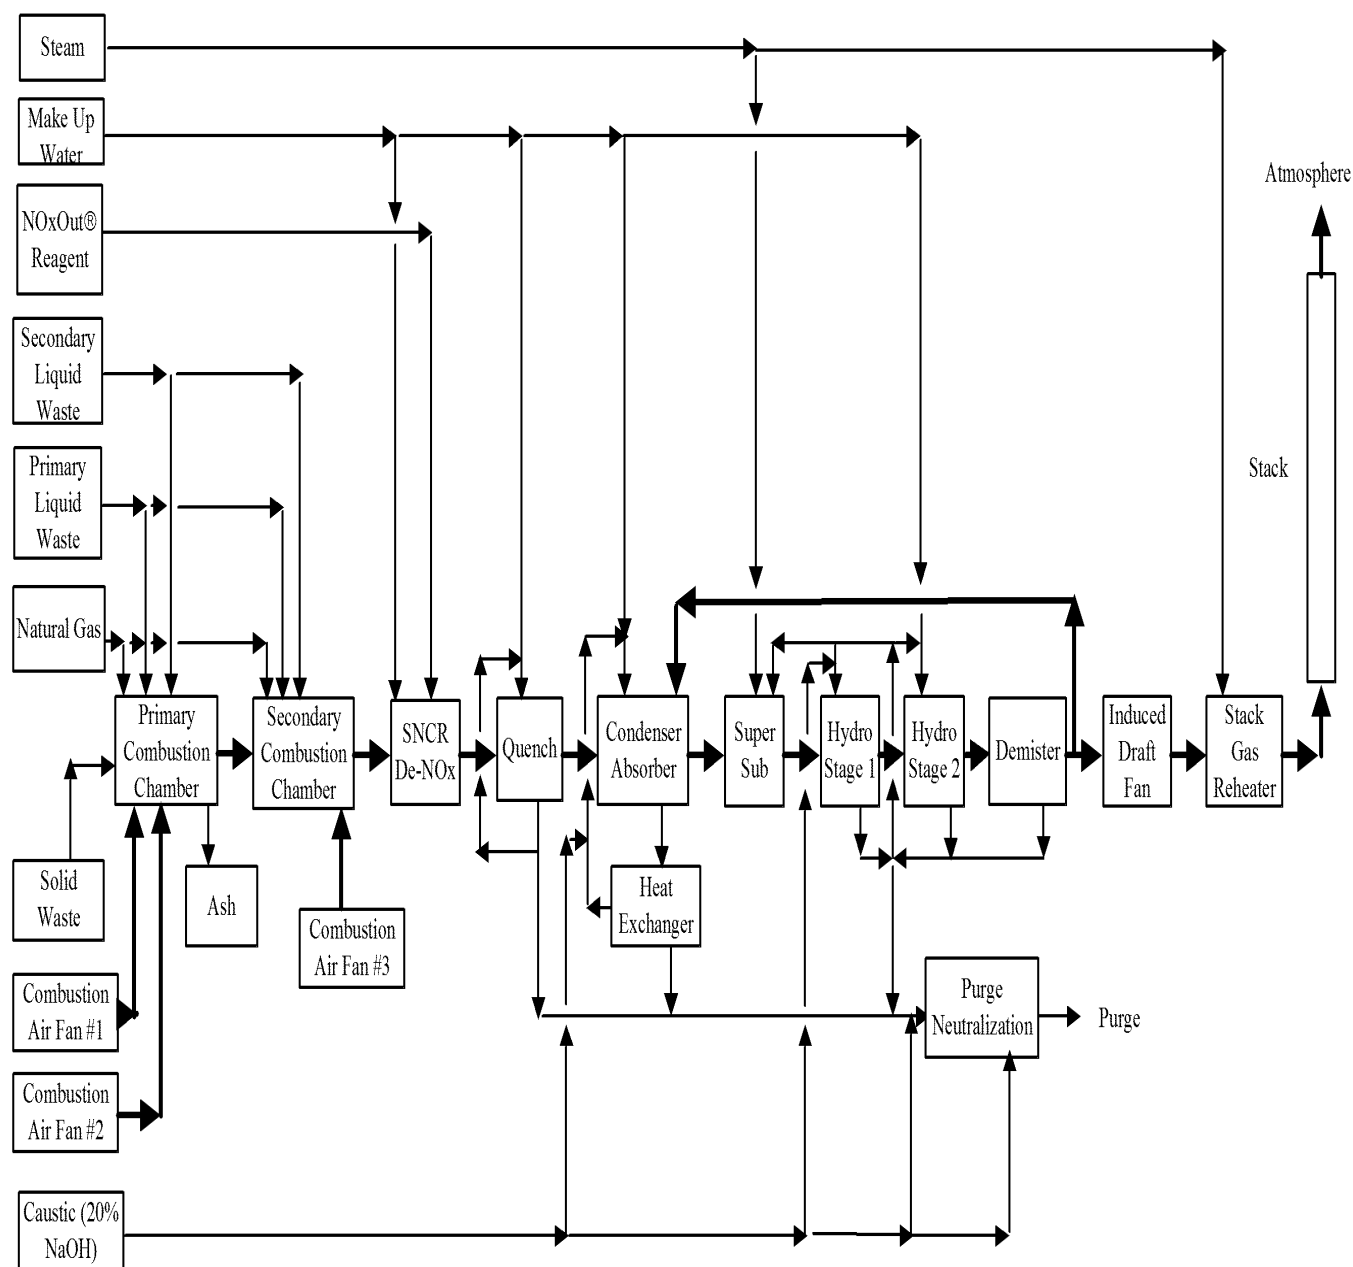 Steam
Make Up
Water
Atmosphere
NOxOut®
Reagent
Secondary
Liquid
Waste
Primary
Liquid
Waste
Stack
Natural Gas
Primary
Combustion
Chamber
Secondary
Combustion
Chamber
SNCR
De-NOx
Quench
Condenser
Absorber
Super
Sub
Hydro
Stage 1
Hydro
Stage 2
Demister
Induced
Draft
Fan
Stack
Gas
Reheater
Solid
Waste
Ash
Heat
Exchanger
Combustion
Air Fan #3
Combustion
Air Fan #1
Purge
Neutralization
Purge
Combustion
Air Fan #2
Caustic (20%
NaOH)